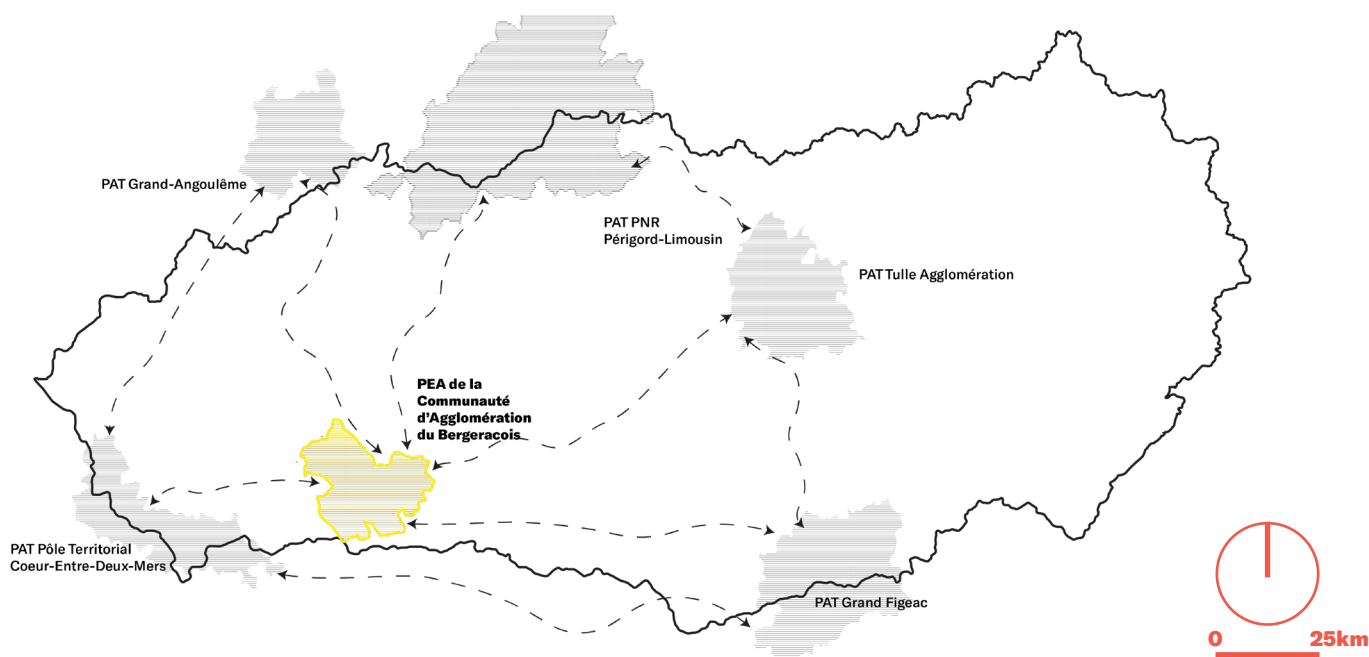 PAT Grand-Angoulême
PAT PNR
Périgord-Limousin
PAT Tulle Agglomération
PEA de la
Communauté
d'Agglomération
du Bergeracois
PAT Pôle Territorial
Coeur-Entre-Deux-Mers
PAT Grand Figeac
0 25km